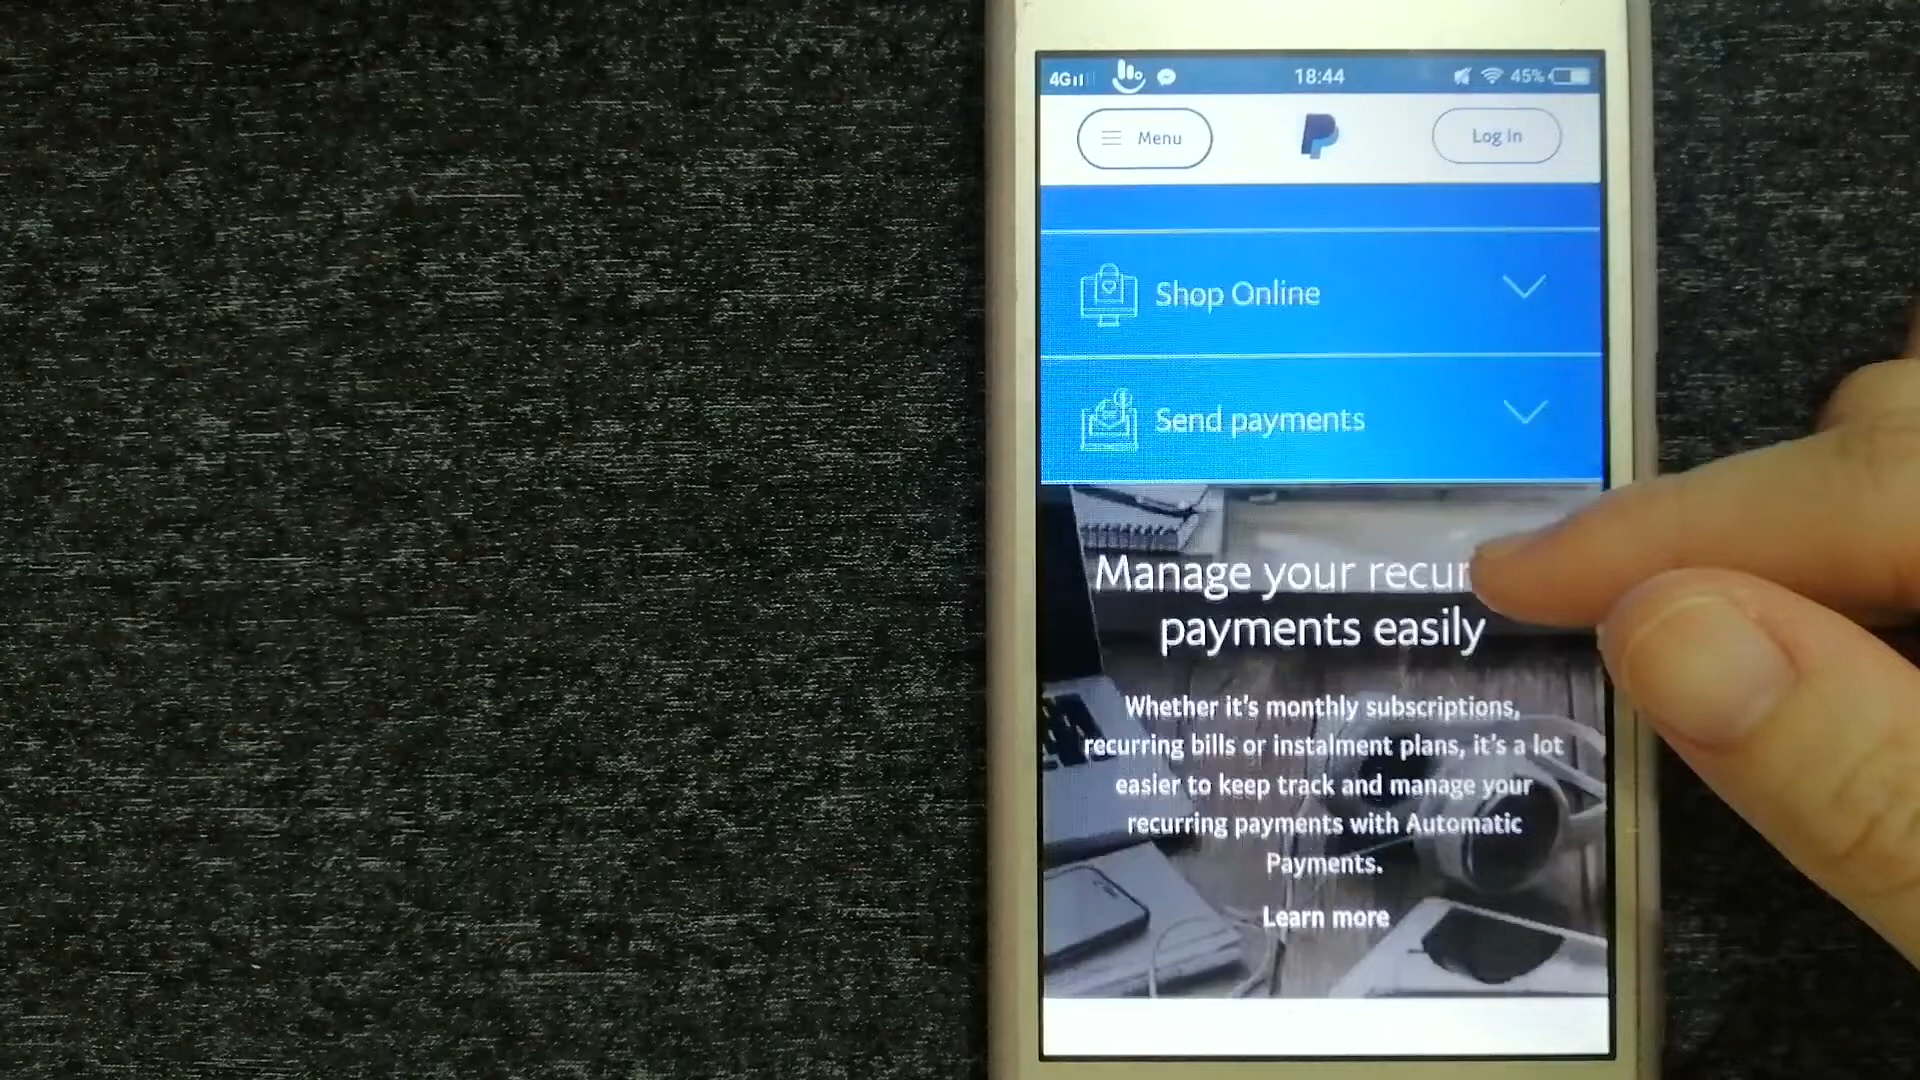 4G 18:44 45%
Menu Log In
Shop Online
Send payments
Manage your recur
payments easily
Whether it's monthly subscriptions,
recurring bills or instalment plans, it's a lot
easier to keep track and manage your
recurring payments with Automatic
Payments.
Learn more